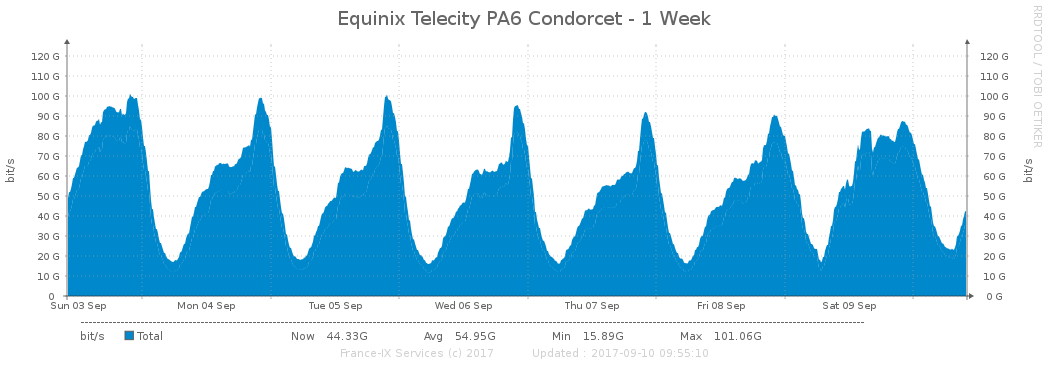 Equinix Telecity PA6 Condorcet - 1 Week
RRDTOOL / TOBI OETIKER
bit/s
120 G 120 G
110 G 110 G
100 G 100 G
90 G 90 G
80 G 80 G
70 G 70 G
60 G 60 G
50 G 50 G
40 G 40 G
30 G 30 G
20 G 20 G
10 G 10 G
0 0 G
bit/s
Sun 03 Sep Mon 04 Sep Tue 05 Sep Wed 06 Sep Thu 07 Sep Fri 08 Sep Sat 09 Sep
bit/s Total Now 44.33G Avg 54.95G Min 15.89G Max 101.06G
France-IX Services (c) 2017 Updated : 2017-09-10 09:55:10